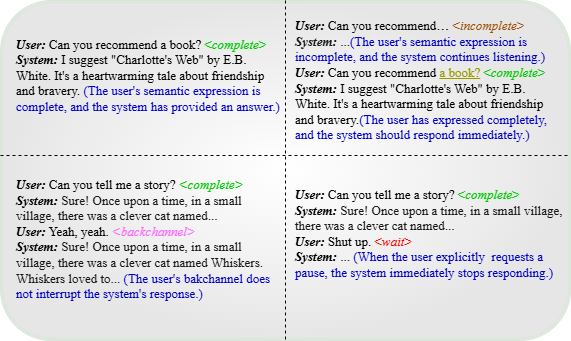 User: Can you recommend a book? <complete>
System: I suggest "Charlotte's Web" by E.B.
White. It's a heartwarming tale about friendship
and bravery. (The user's semantic expression is
complete, and the system has provided an answer.)
User: Can you recommend… <incomplete>
System: ...(The user's semantic expression is
incomplete, and the system continues listening.)
User: Can you recommend a book? <complete>
System: I suggest "Charlotte's Web" by E.B.
White. It's a heartwarming tale about friendship
and bravery.(The user has expressed completely,
and the system should respond immediately.)
User: Can you tell me a story? <complete>
System: Sure! Once upon a time, in a small
village, there was a clever cat named...
User: Yeah, yeah. <backchannel>
System: Sure! Once upon a time, in a small
village, there was a clever cat named Whiskers.
Whiskers loved to... (The user's bakchannel does
not interrupt the system's response.)
User: Can you tell me a story? <complete>
System: Sure! Once upon a time, in a small village,
there was a clever cat named...
User: Shut up. <wait>
System: ... (When the user explicitly requests a
pause, the system immediately stops responding.)